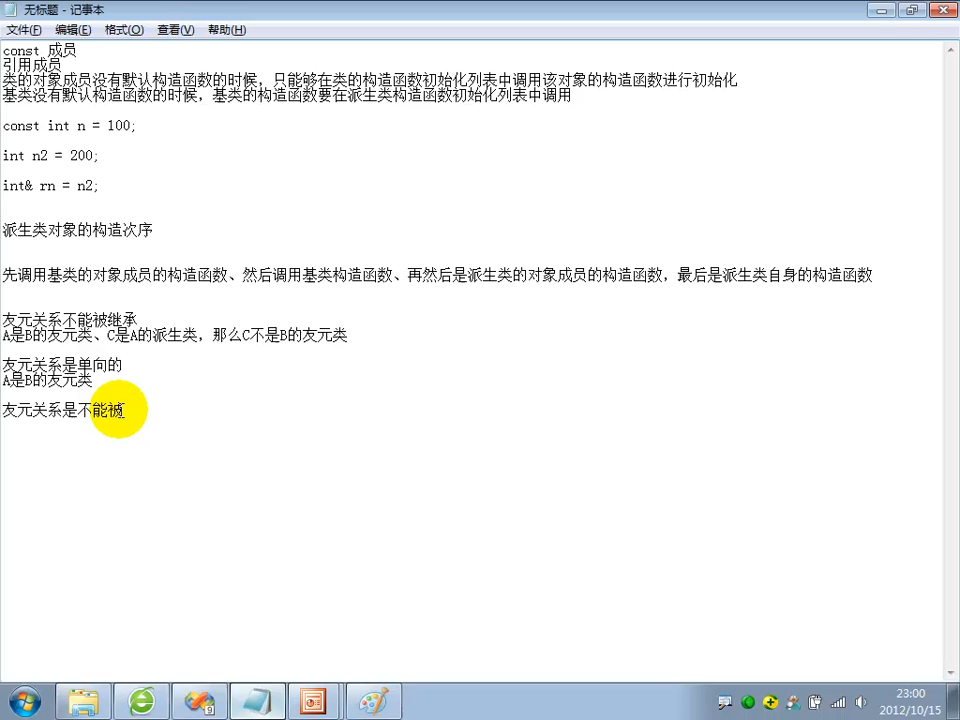 无标题 - 记事本
文件(F) 编辑(E) 格式(O) 查看(V) 帮助(H)
const 成员
引用成员
类的对象成员没有默认构造函数的时候，只能够在类的构造函数初始化列表中调用该对象的构造函数进行初始化
基类没有默认构造函数的时候，基类的构造函数要在派生类构造函数初始化列表中调用
const int n = 100;
int n2 = 200;
int& rn = n2;
派生类对象的构造次序
先调用基类的对象成员的构造函数、然后调用基类构造函数、再然后是派生类的对象成员的构造函数，最后是派生类自身的构造函数
友元关系不能被继承
A是B的友元类、C是A的派生类，那么C不是B的友元类
友元关系是单向的
A是B的友元类
友元关系是不能被
23:00
2012/10/15